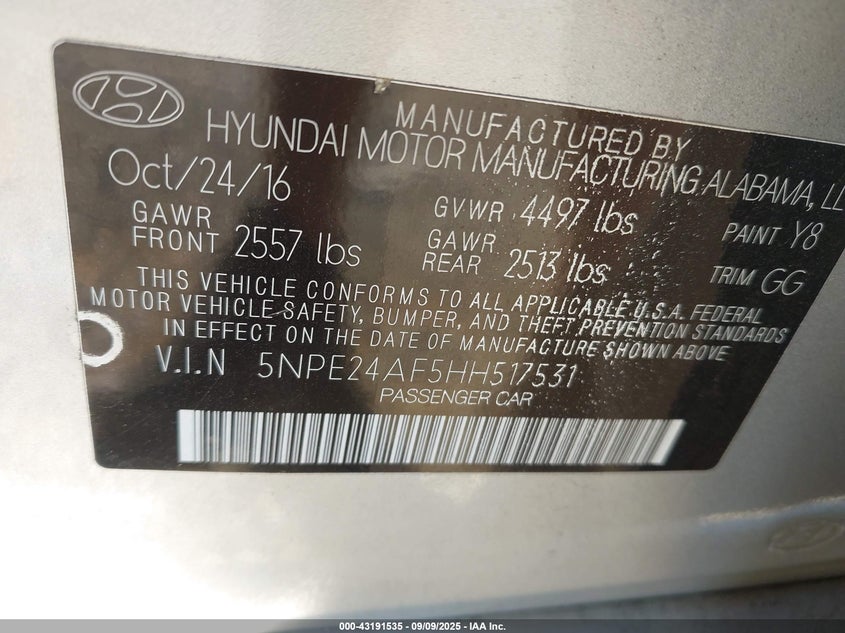 MANUFACTURED BY
HYUNDAI MOTOR MANUFACTURING ALABAMA, LL
Oct/24/16
GVWR 4497 lbs
PAINT Y8
GAWR FRONT 2557 lbs
GAWR REAR 2513 lbs
TRIM GG
THIS VEHICLE CONFORMS TO ALL APPLICABLE U.S.A. FEDERAL
MOTOR VEHICLE SAFETY, BUMPER, AND THEFT PREVENTION STANDARDS
IN EFFECT ON THE DATE OF MANUFACTURE SHOWN ABOVE.
V.I.N 5NPE24AF5HH517531
PASSENGER CAR
000-43191535 - 09/09/2025 - IAA Inc.